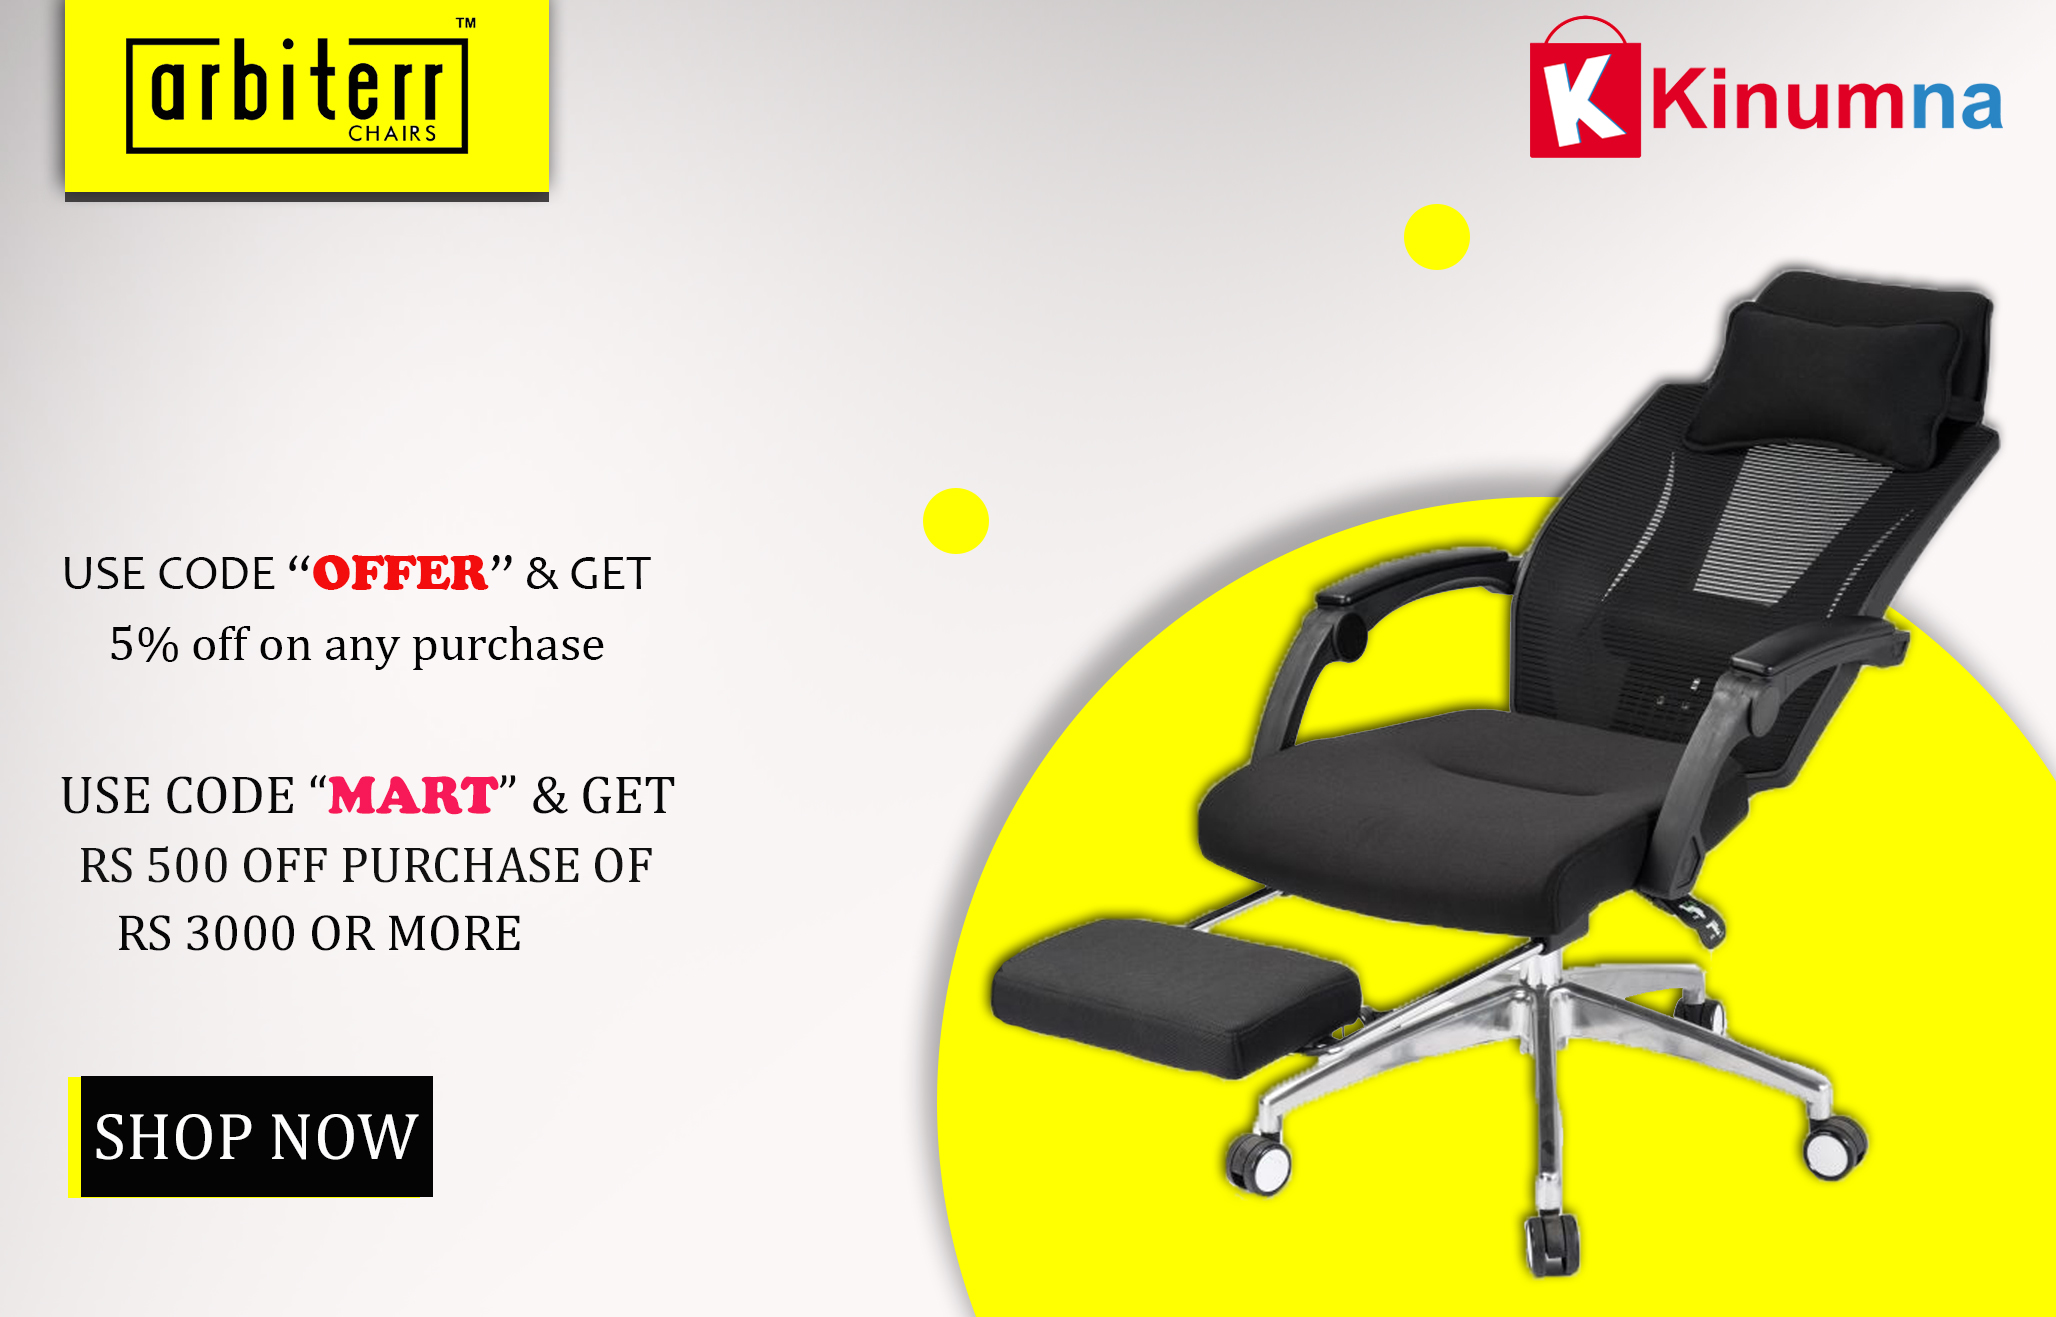 arbiterr TM
CHAIRS
K Kinumna
USE CODE “OFFER” & GET
5% off on any purchase
USE CODE “MART” & GET
RS 500 OFF PURCHASE OF
RS 3000 OR MORE
SHOP NOW